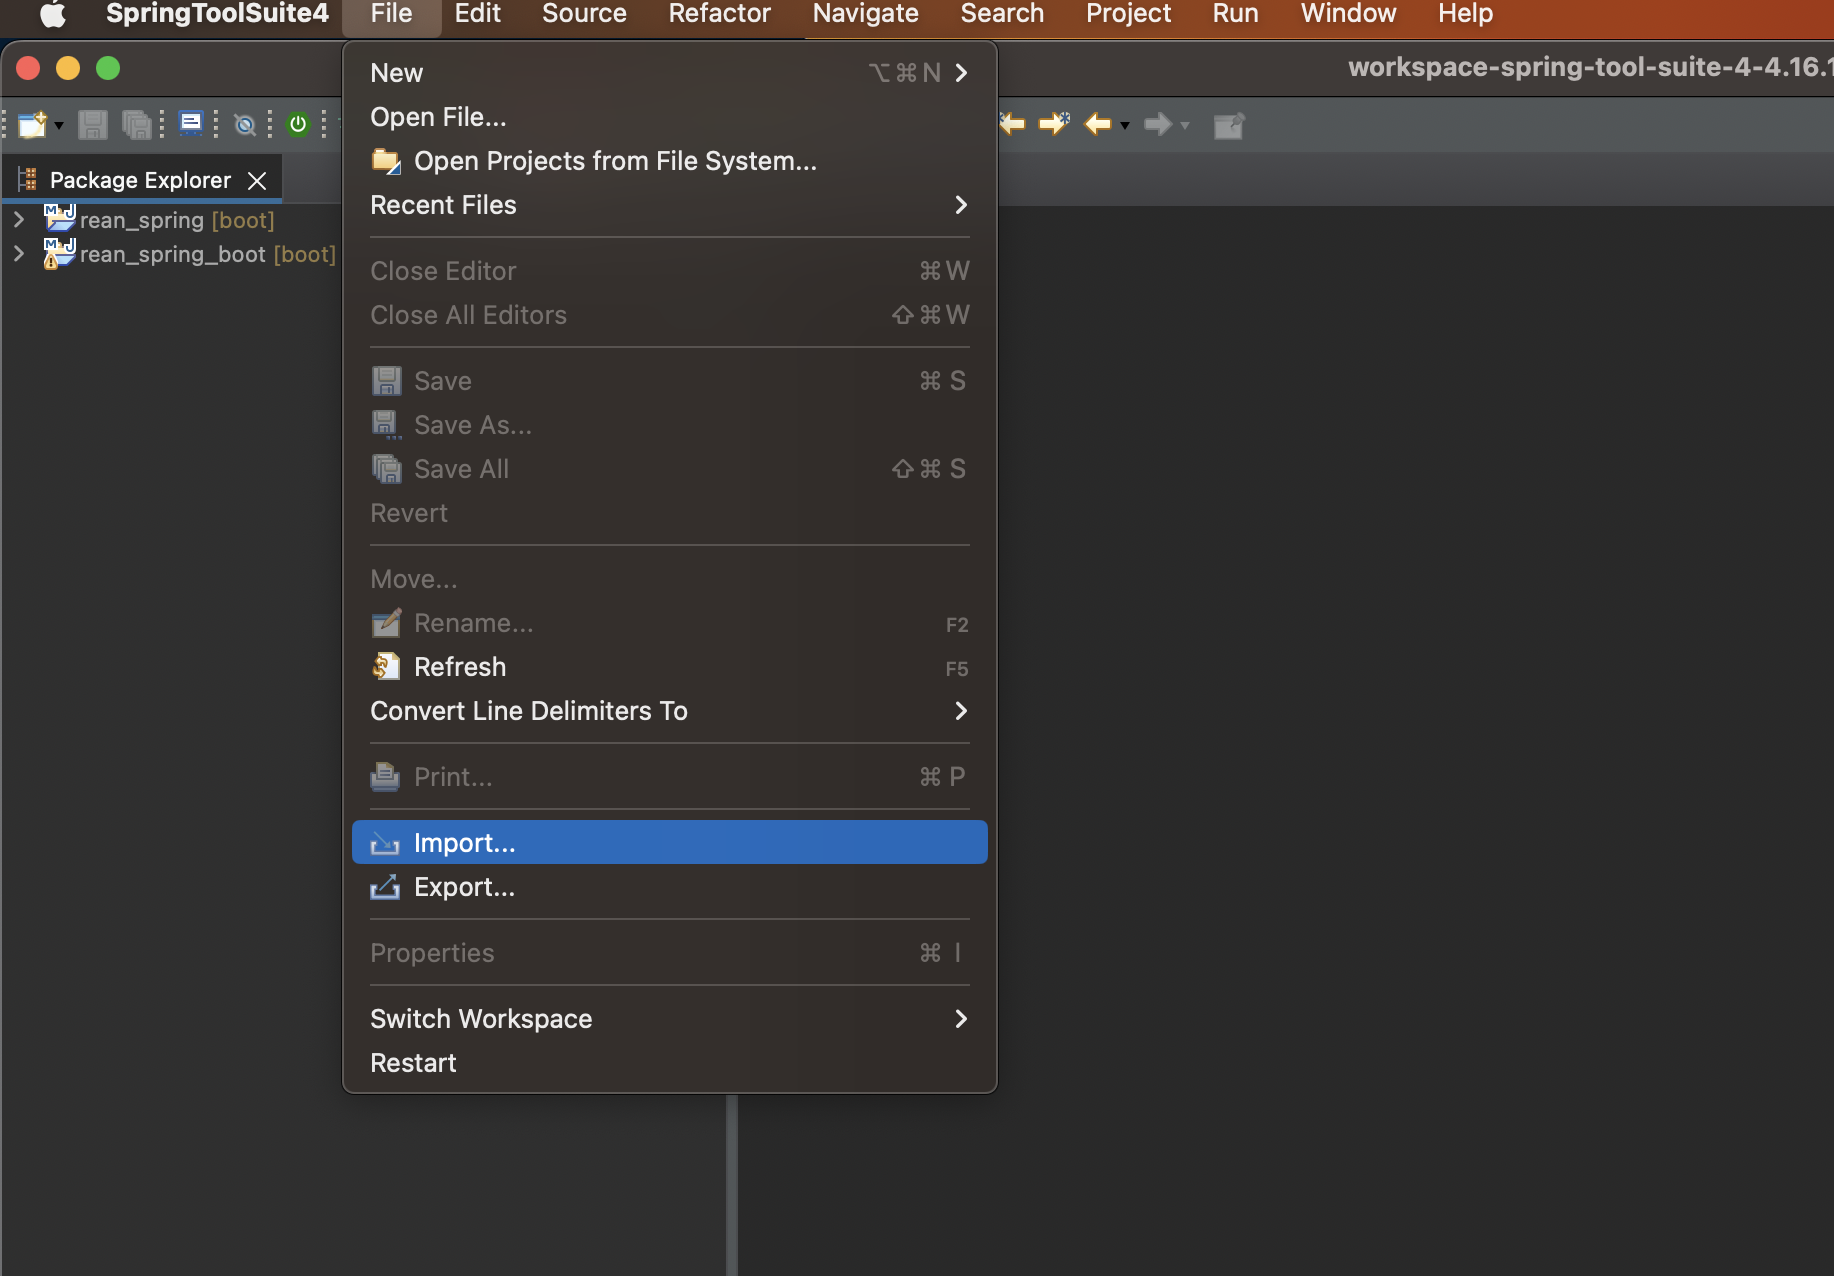 SpringToolSuite4 File Edit Source Refactor Navigate Search Project Run Window Help
workspace-spring-tool-suite-4-4.16.1
Package Explorer
rean_spring [boot]
rean_spring_boot [boot]
New ⌥⌘N
Open File...
Open Projects from File System...
Recent Files
Close Editor ⌘W
Close All Editors ⇧⌘W
Save ⌘S
Save As...
Save All ⇧⌘S
Revert
Move...
Rename... F2
Refresh F5
Convert Line Delimiters To
Print... ⌘P
Import...
Export...
Properties ⌘I
Switch Workspace
Restart